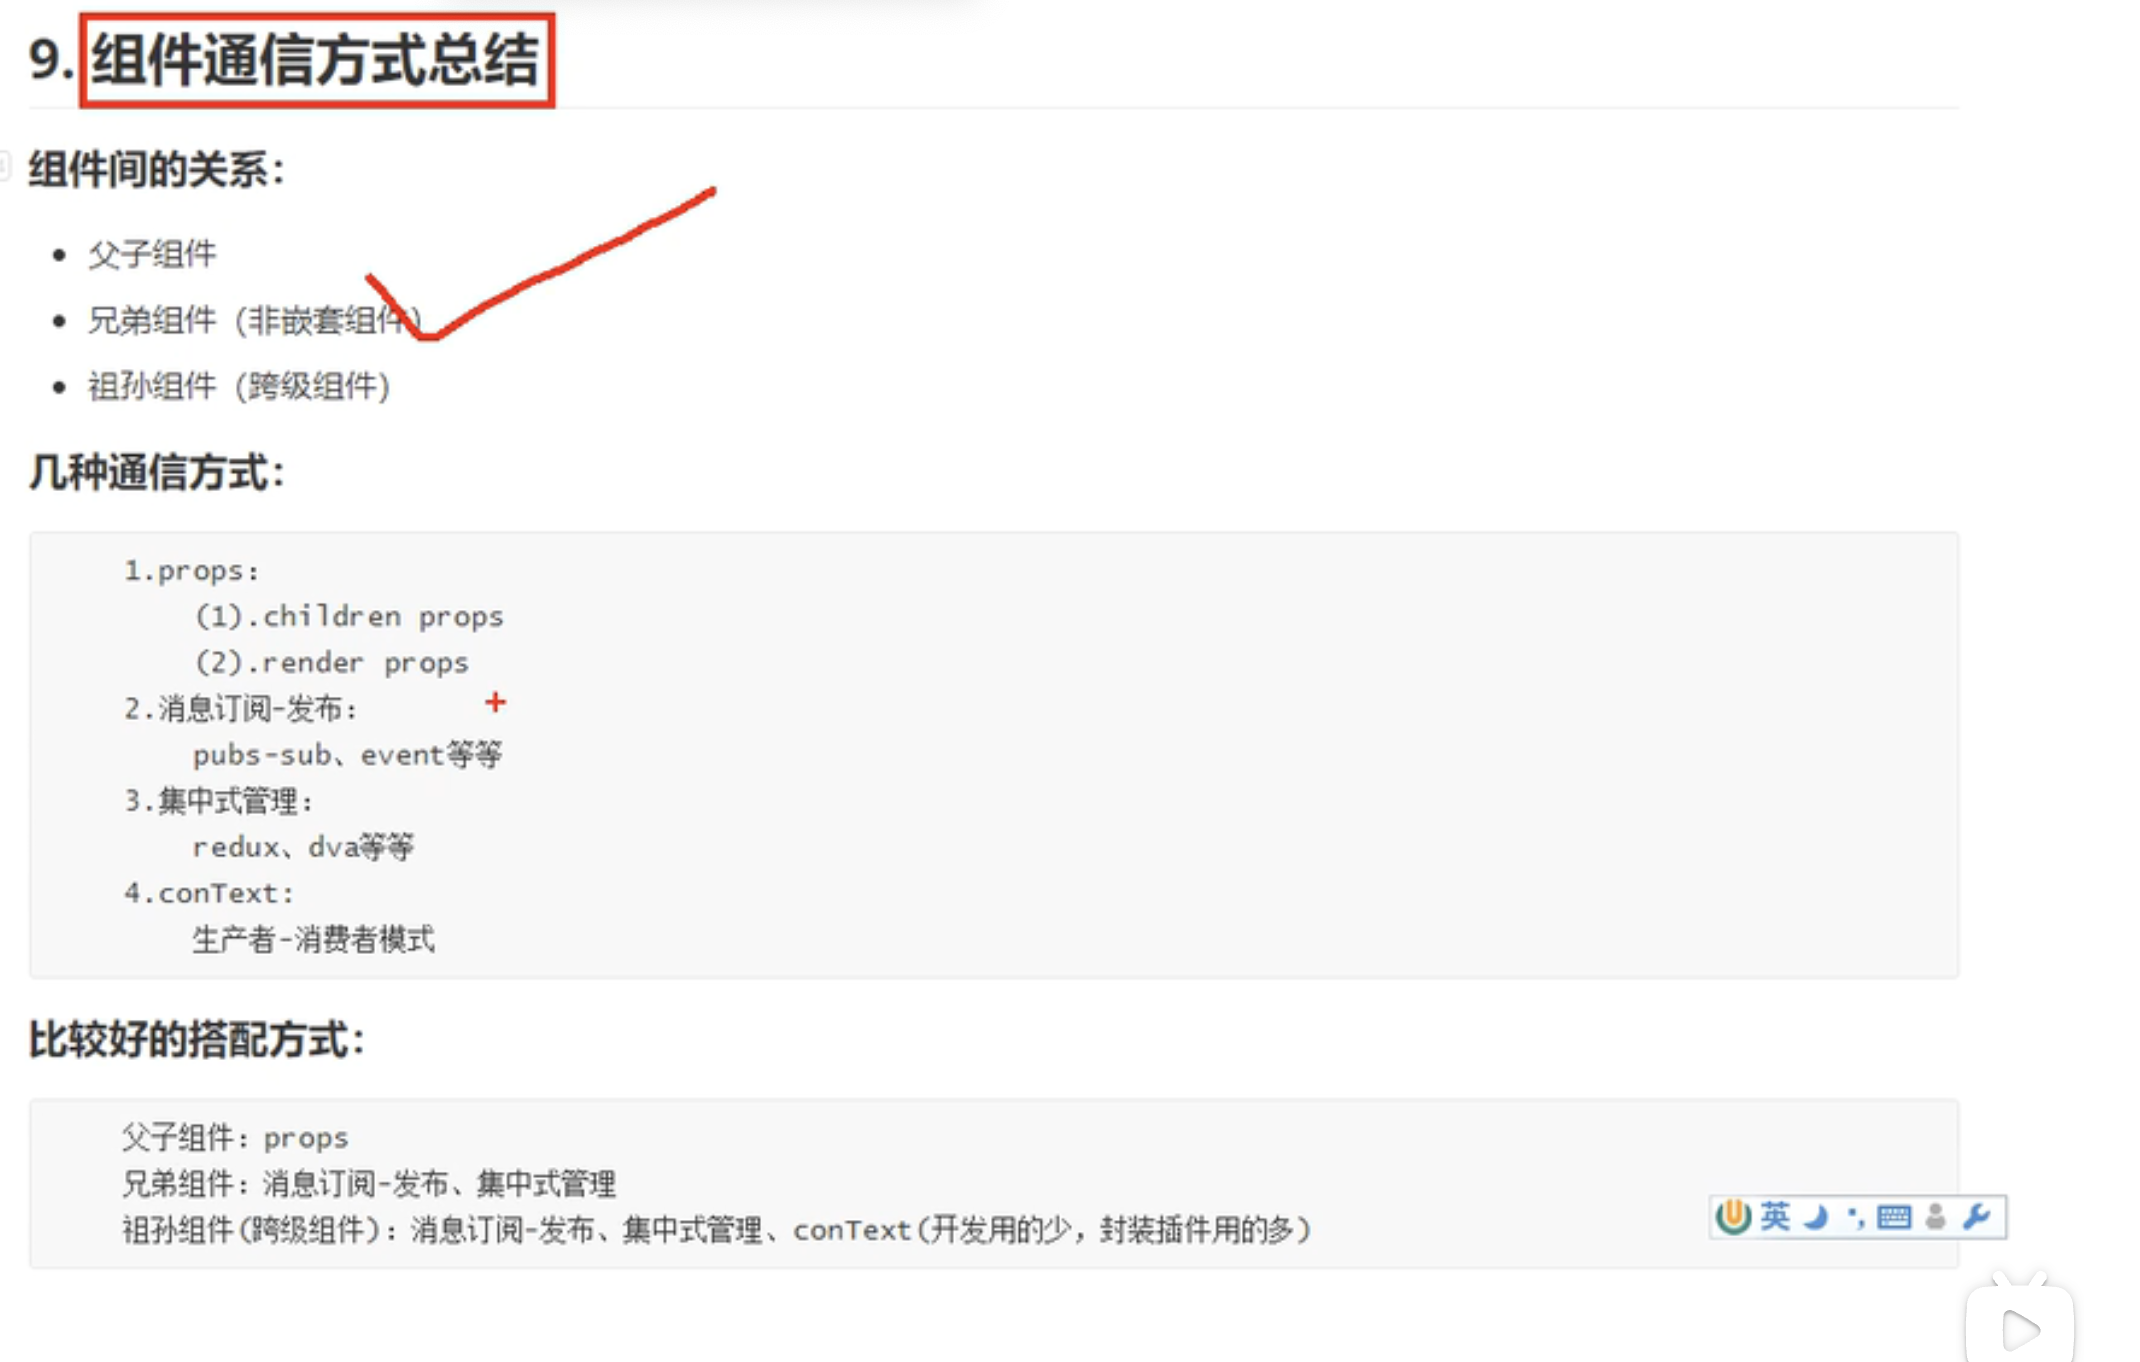 9. 组件通信方式总结
组件间的关系：
• 父子组件
• 兄弟组件（非嵌套组件）
• 祖孙组件（跨级组件）
几种通信方式：
1.props：
(1).children props
(2).render props
2.消息订阅-发布：
pubs-sub、event等等
3.集中式管理：
redux、dva等等
4.conText:
生产者-消费者模式
比较好的搭配方式：
父子组件：props
兄弟组件：消息订阅-发布、集中式管理
祖孙组件(跨级组件)：消息订阅-发布、集中式管理、conText(开发用的少，封装插件用的多)
英